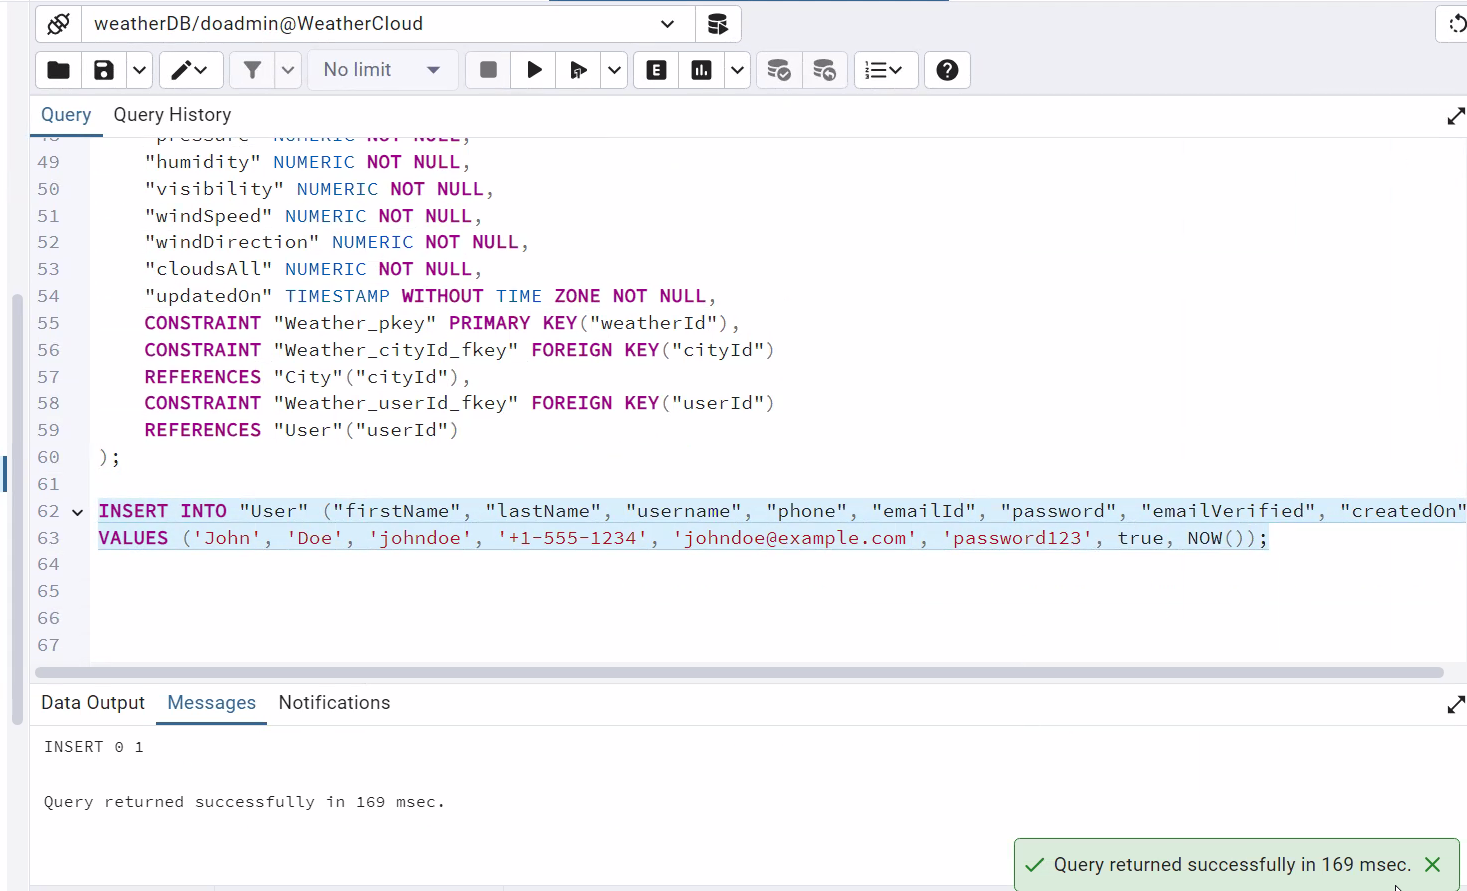 weatherDB/doadmin@WeatherCloud
No limit
E
Query Query History
48 "pressure" NUMERIC NOT NULL,
49 "humidity" NUMERIC NOT NULL,
50 "visibility" NUMERIC NOT NULL,
51 "windSpeed" NUMERIC NOT NULL,
52 "windDirection" NUMERIC NOT NULL,
53 "cloudsAll" NUMERIC NOT NULL,
54 "updatedOn" TIMESTAMP WITHOUT TIME ZONE NOT NULL,
55 CONSTRAINT "Weather_pkey" PRIMARY KEY("weatherId"),
56 CONSTRAINT "Weather_cityId_fkey" FOREIGN KEY("cityId")
57 REFERENCES "City"("cityId"),
58 CONSTRAINT "Weather_userId_fkey" FOREIGN KEY("userId")
59 REFERENCES "User"("userId")
60 );
61
62 INSERT INTO "User" ("firstName", "lastName", "username", "phone", "emailId", "password", "emailVerified", "createdOn"
63 VALUES ('John', 'Doe', 'johndoe', '+1-555-1234', 'johndoe@example.com', 'password123', true, NOW());
64
65
66
67
Data Output Messages Notifications
INSERT 0 1
Query returned successfully in 169 msec.
Query returned successfully in 169 msec.